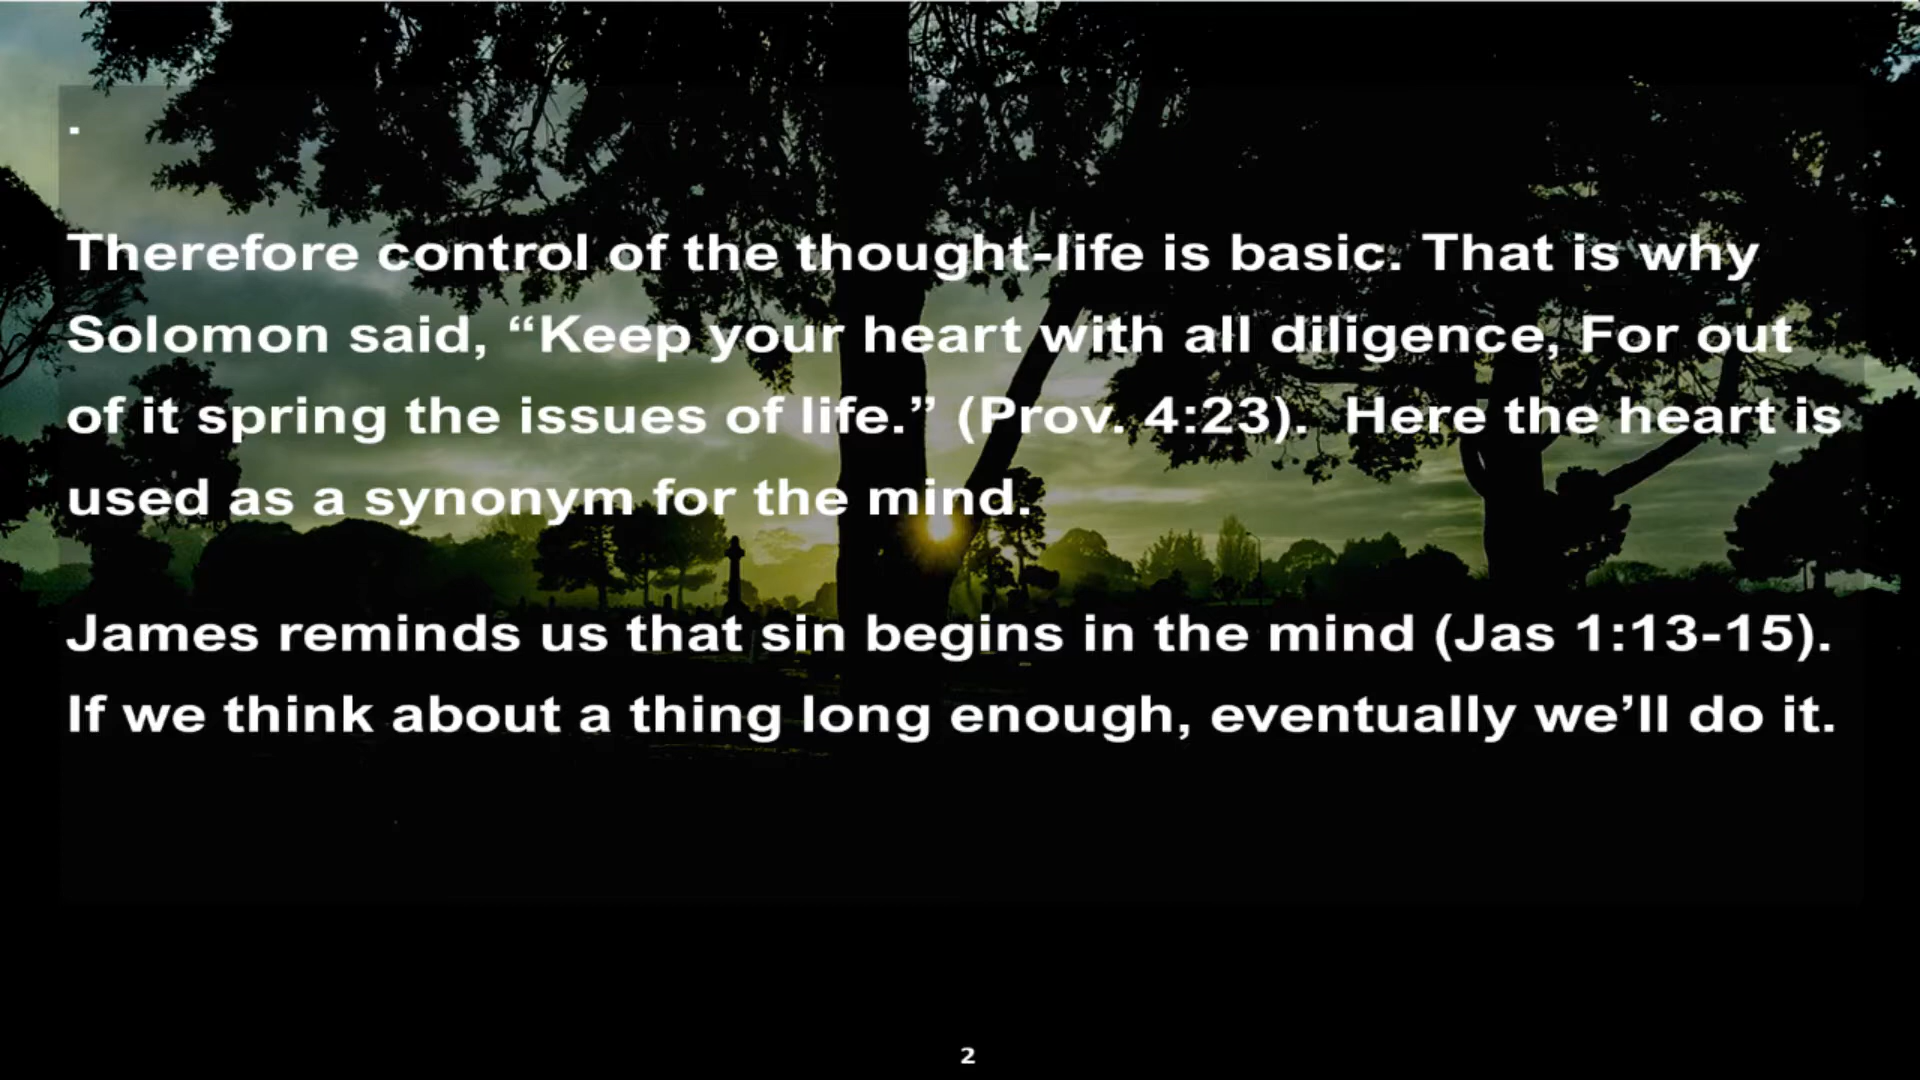 .
Therefore control of the thought-life is basic. That is why
Solomon said, “Keep your heart with all diligence, For out
of it spring the issues of life.” (Prov. 4:23).  Here the heart is
used as a synonym for the mind.
James reminds us that sin begins in the mind (Jas 1:13-15).
If we think about a thing long enough, eventually we’ll do it.
2